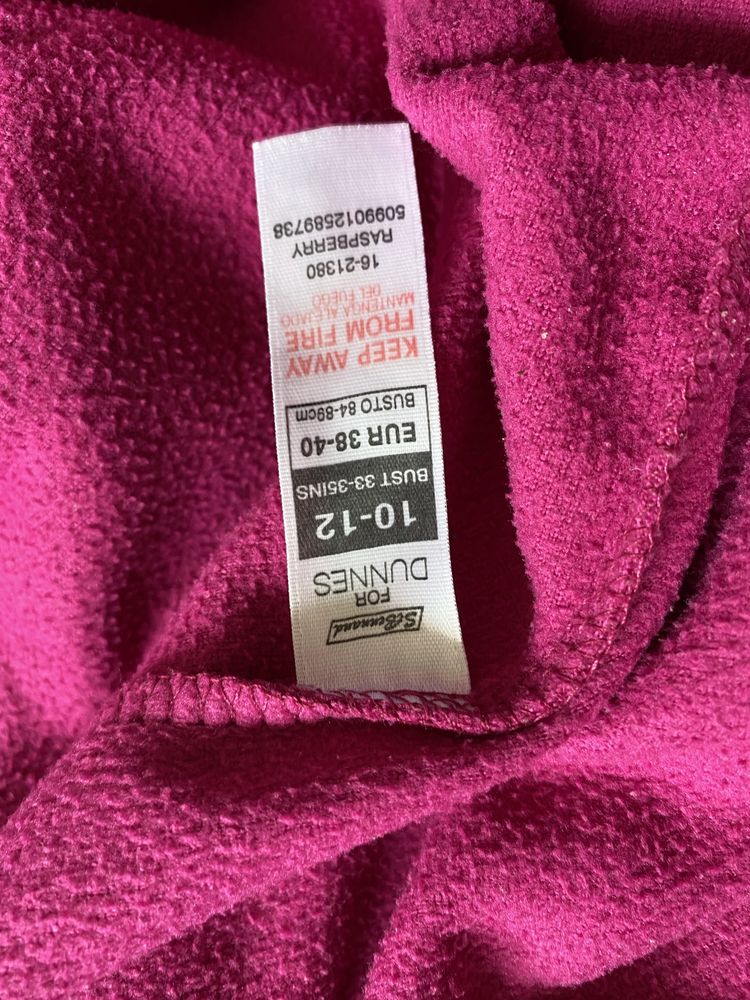 St. Bernard
FOR
DUNNES
10-12
BUST 33-35INS
EUR 38-40
BUSTO 84-89cm
KEEP AWAY
FROM FIRE
MANTENGA ALEJADO
DEL FUEGO
16-21380
RASPBERRY
5099012589738